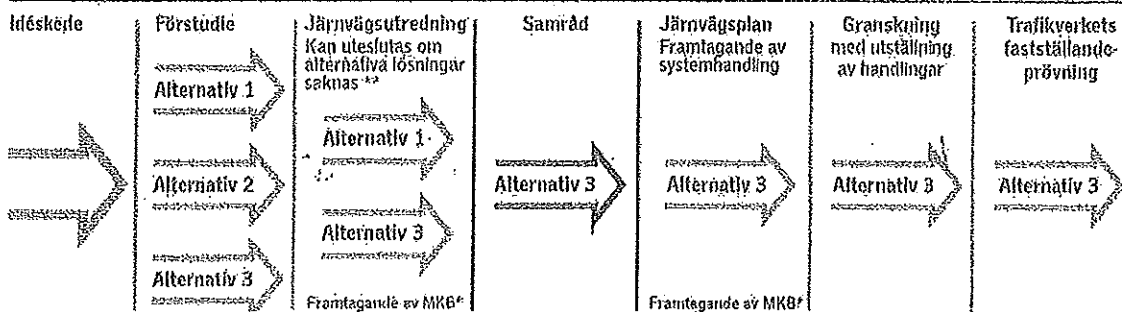 Idéskede
Förstudie
Alternativ 1
Alternativ 2
Alternativ 3
Järnvägsutredning
Kan uteslutas om
alternativa lösningar
saknas **
Alternativ 1
Alternativ 3
Framtagande av MKB*
Samråd
Alternativ 3
Järnvägsplan
Framtagande av
systemhandling
Alternativ 3
Framtagande av MKB*
Granskning
med utställning
av handlingar
Alternativ 3
Trafikverkets
fastställande-
prövning
Alternativ 3